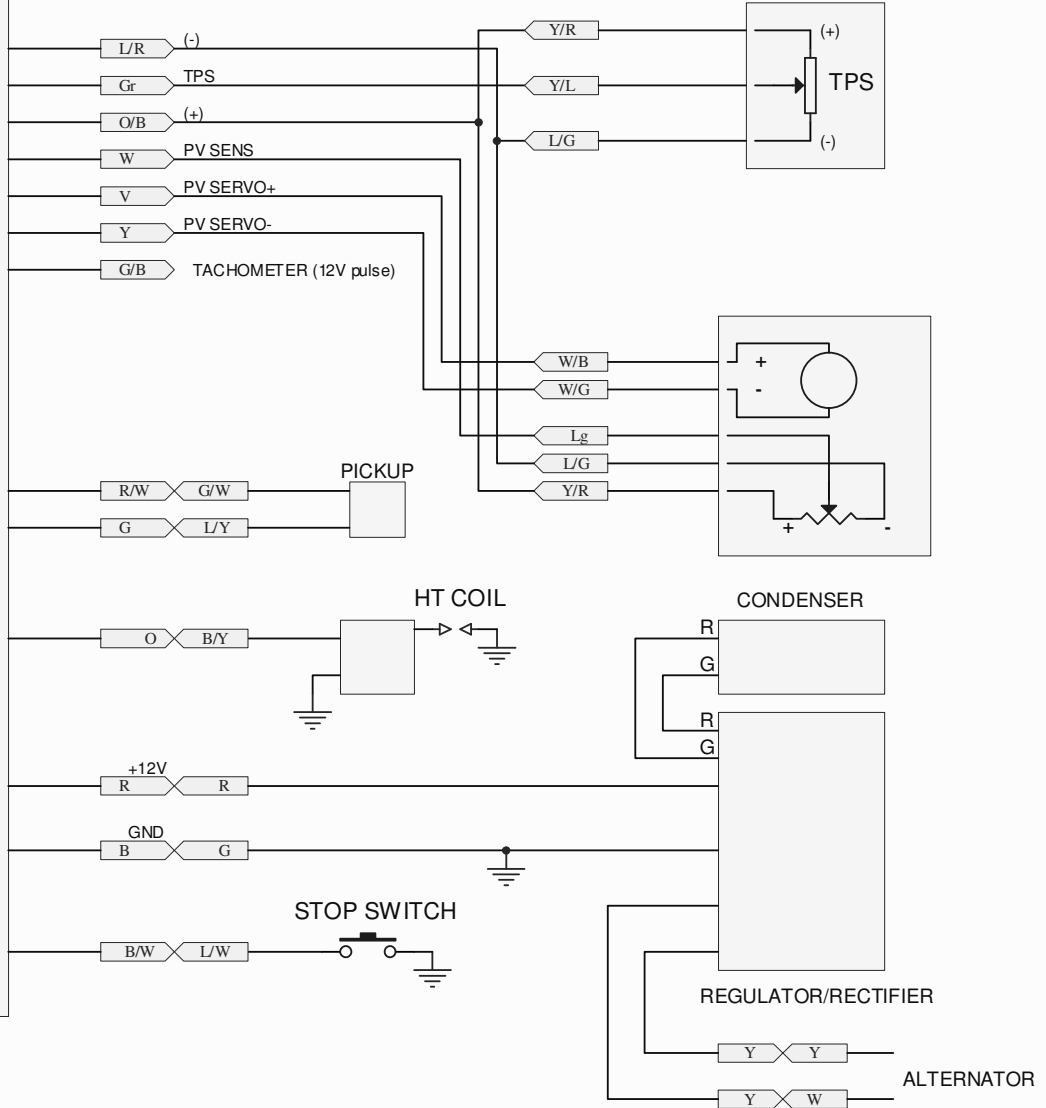 Y/R
(+)
L/R (-)
Gr TPS
Y/L
TPS
O/B (+)
L/G
(-)
W PV SENS
V PV SERVO+
Y PV SERVO-
G/B TACHOMETER (12V pulse)
W/B
+
W/G
-
Lg
L/G
Y/R
+ -
PICKUP
R/W G/W
G L/Y
HT COIL
O B/Y
CONDENSER
R
G
R
G
+12V
R R
GND
B G
STOP SWITCH
B/W L/W
REGULATOR/RECTIFIER
Y Y
ALTERNATOR
Y W